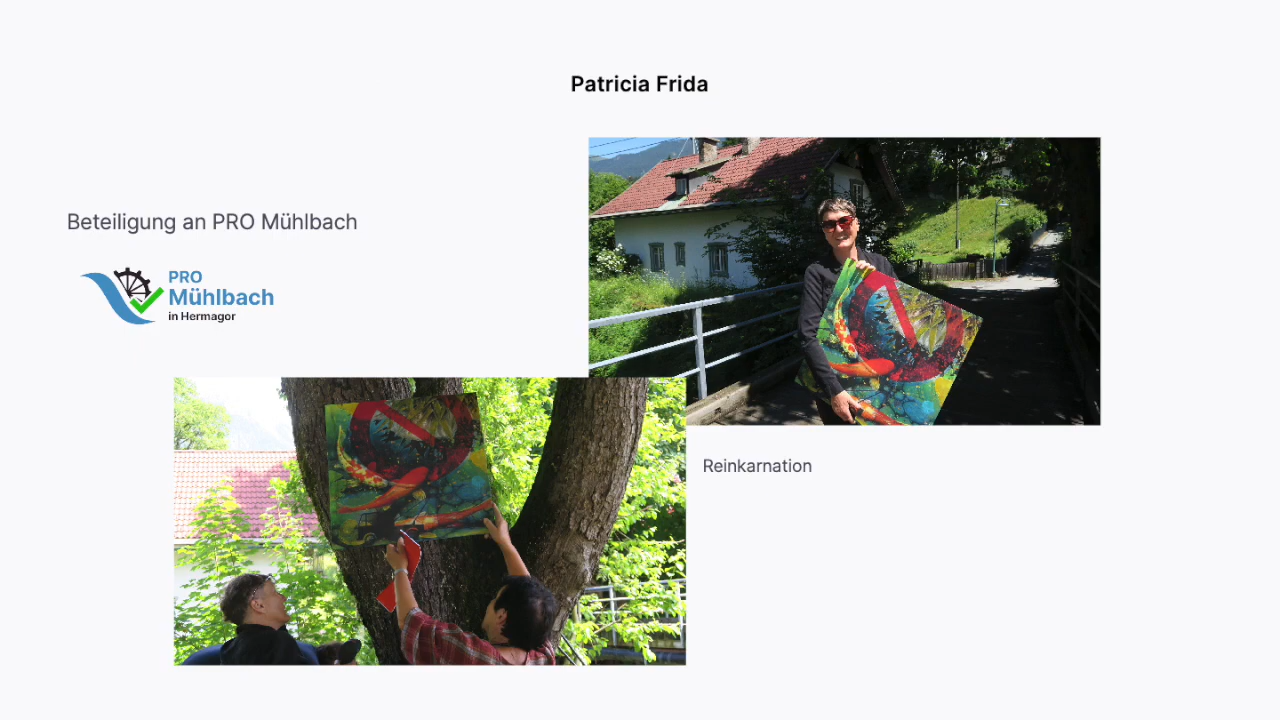 Patricia Frida
Beteiligung an PRO Mühlbach
PRO
Mühlbach
in Hermagor
Reinkarnation